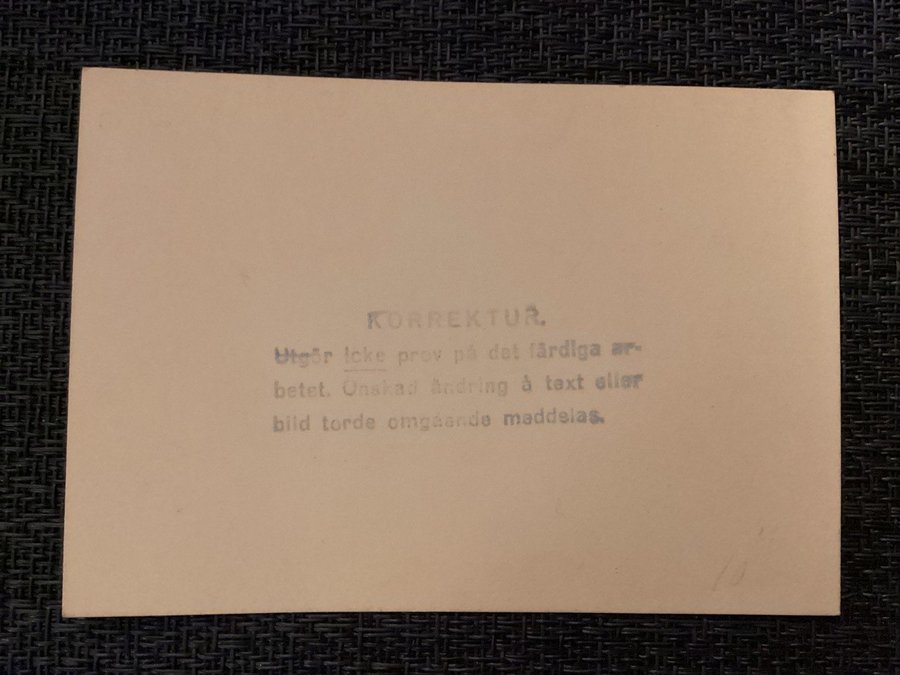 KORREKTUR.
Utgör icke prov på det färdiga ar-
betet. Önskad ändring å text eller
bild torde omgående meddelas.